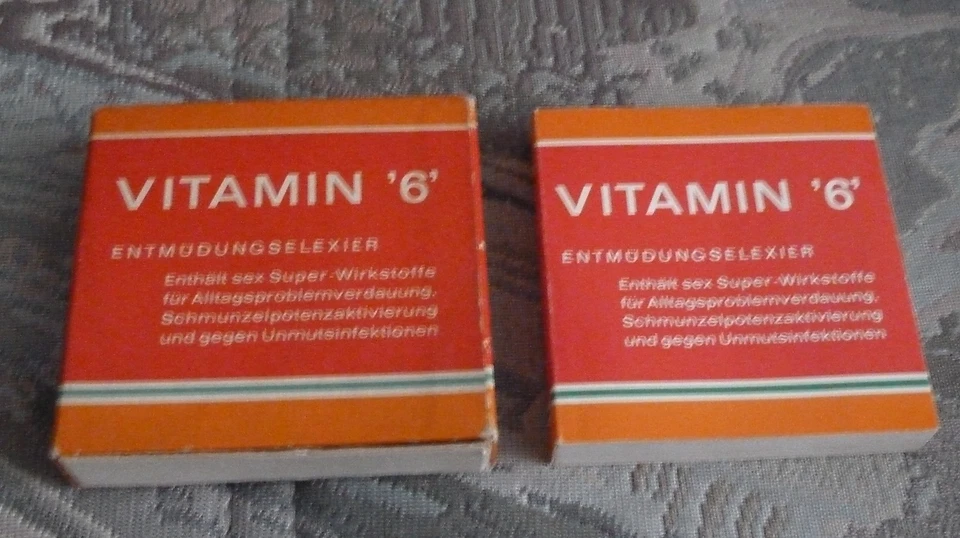 VITAMIN '6'
ENTMÜDUNGSELEXIER
Enthält sex Super-Wirkstoffe
für Alltagsproblemverdauung.
Schmunzelpotenzaktivierung
und gegen Unmutsinfektionen
VITAMIN '6'
ENTMÜDUNGSELEXIER
Enthält sex Super-Wirkstoffe
für Alltagsproblemverdauung.
Schmunzelpotenzaktivierung
und gegen Unmutsinfektionen